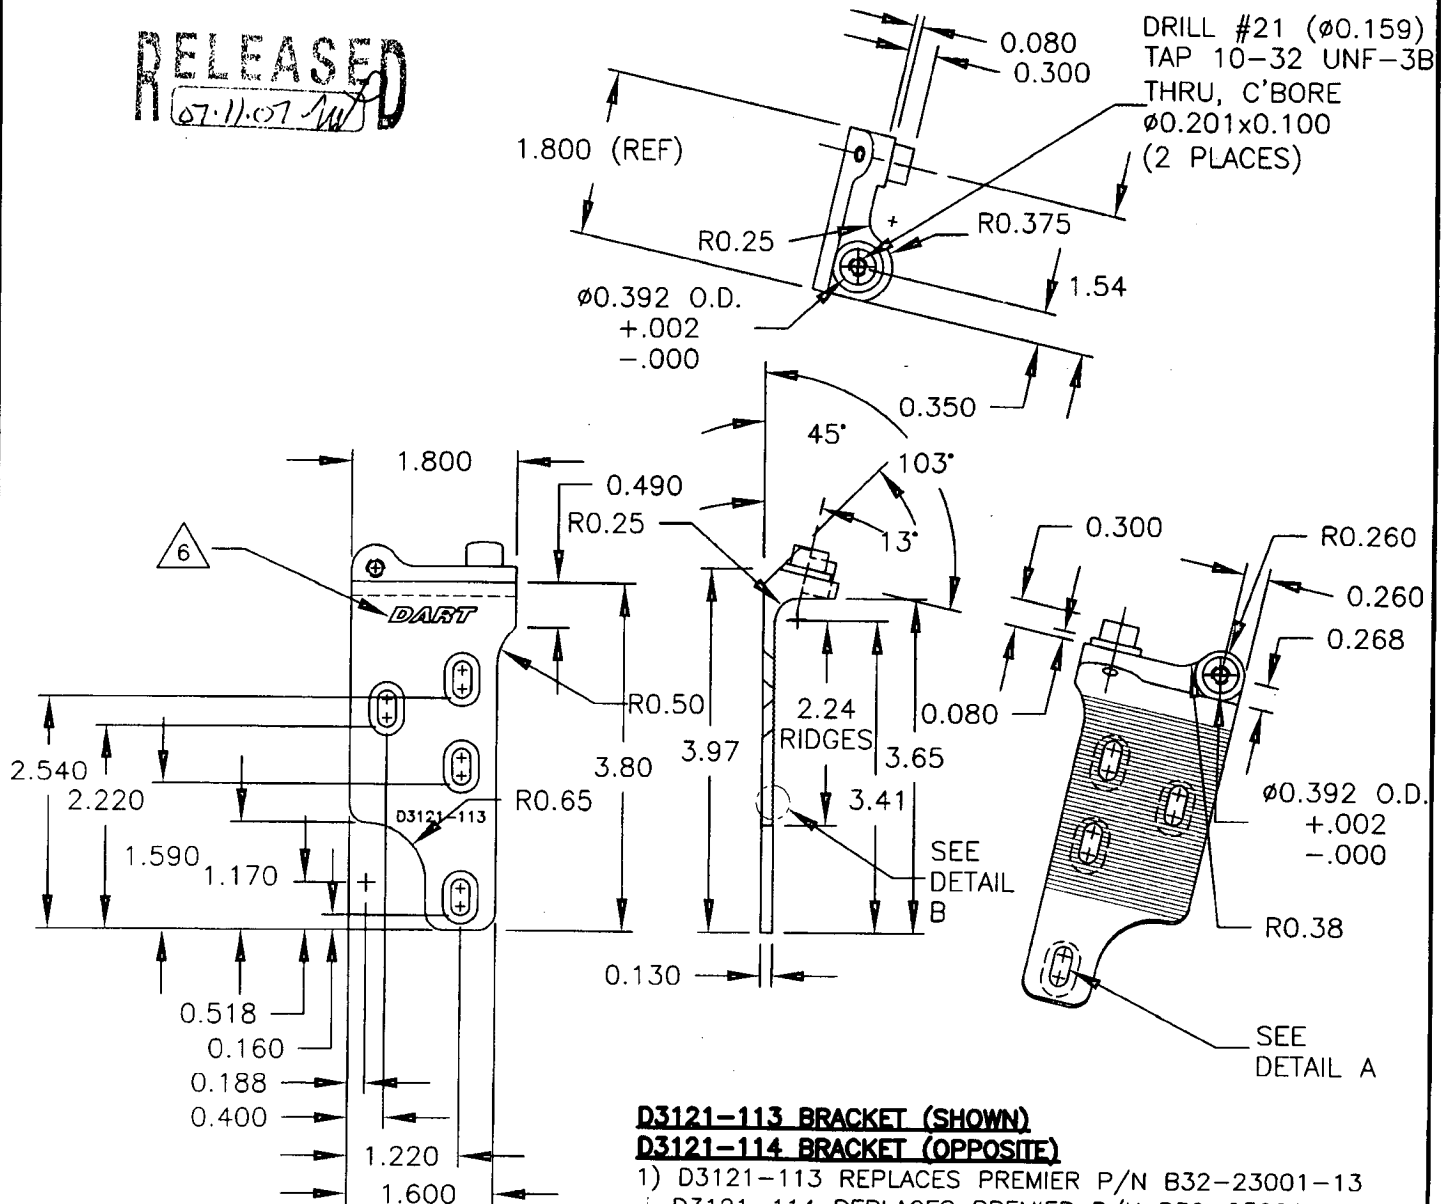 RELEASED
07.11.07
0.080
0.300
DRILL #21 (ø0.159)
TAP 10-32 UNF-3B
THRU, C'BORE
ø0.201x0.100
(2 PLACES)
1.800 (REF)
R0.25
R0.375
1.54
ø0.392 O.D.
+.002
-.000
0.350
45°
103°
13°
1.800
0.490
R0.25
6
DART
R0.50
2.540
2.220
1.590
1.170
D3121-113
R0.65
3.80
3.97
2.24
RIDGES
3.65
3.41
SEE
DETAIL
B
0.130
0.518
0.160
0.188
0.400
1.220
1.600
0.300
R0.260
0.260
0.268
0.080
ø0.392 O.D.
+.002
-.000
R0.38
SEE
DETAIL A
D3121-113 BRACKET (SHOWN)
D3121-114 BRACKET (OPPOSITE)
1) D3121-113 REPLACES PREMIER P/N B32-23001-13
D3121-114 REPLACES PREMIER P/N